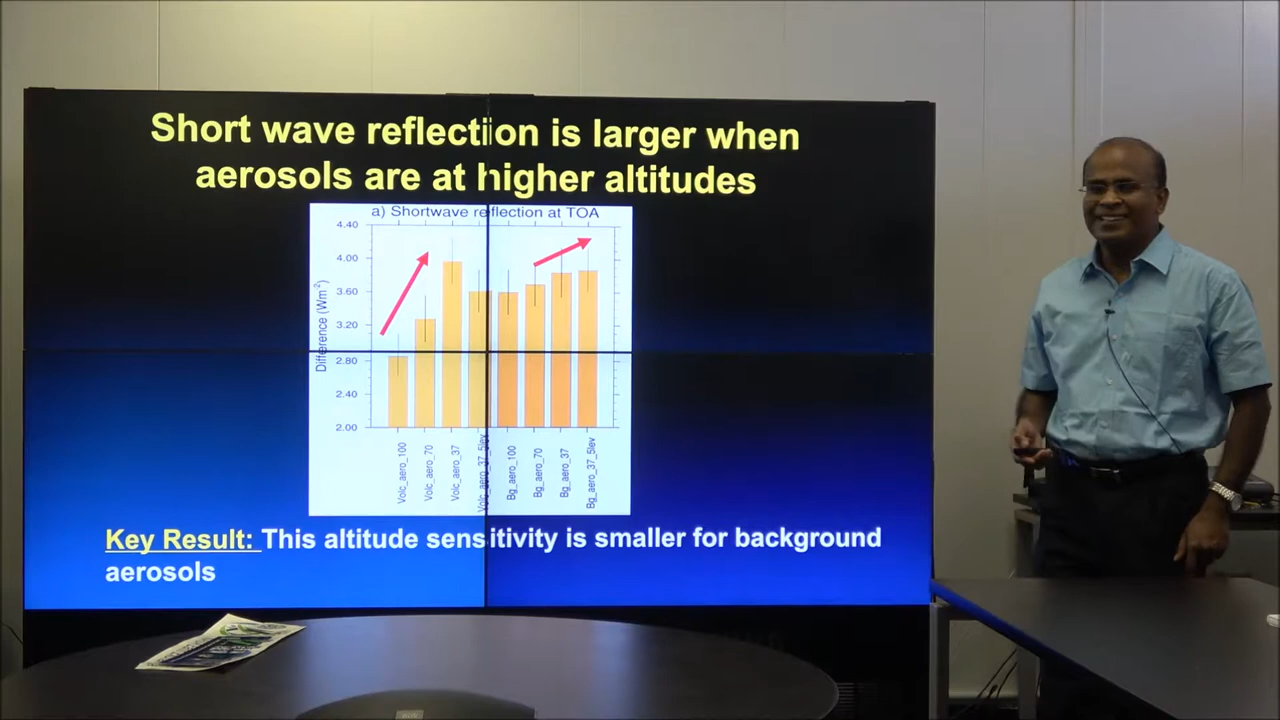 Short wave reflection is larger when
aerosols are at higher altitudes
a) Shortwave reflection at TOA
4.40
4.00
3.60
3.20
2.80
2.40
2.00
Difference (Wm-2)
Volc_aero_100
Volc_aero_70
Volc_aero_37
Volc_aero_37_5lev
Bg_aero_100
Bg_aero_70
Bg_aero_37
Bg_aero_37_5lev
Key Result: This altitude sensitivity is smaller for background
aerosols